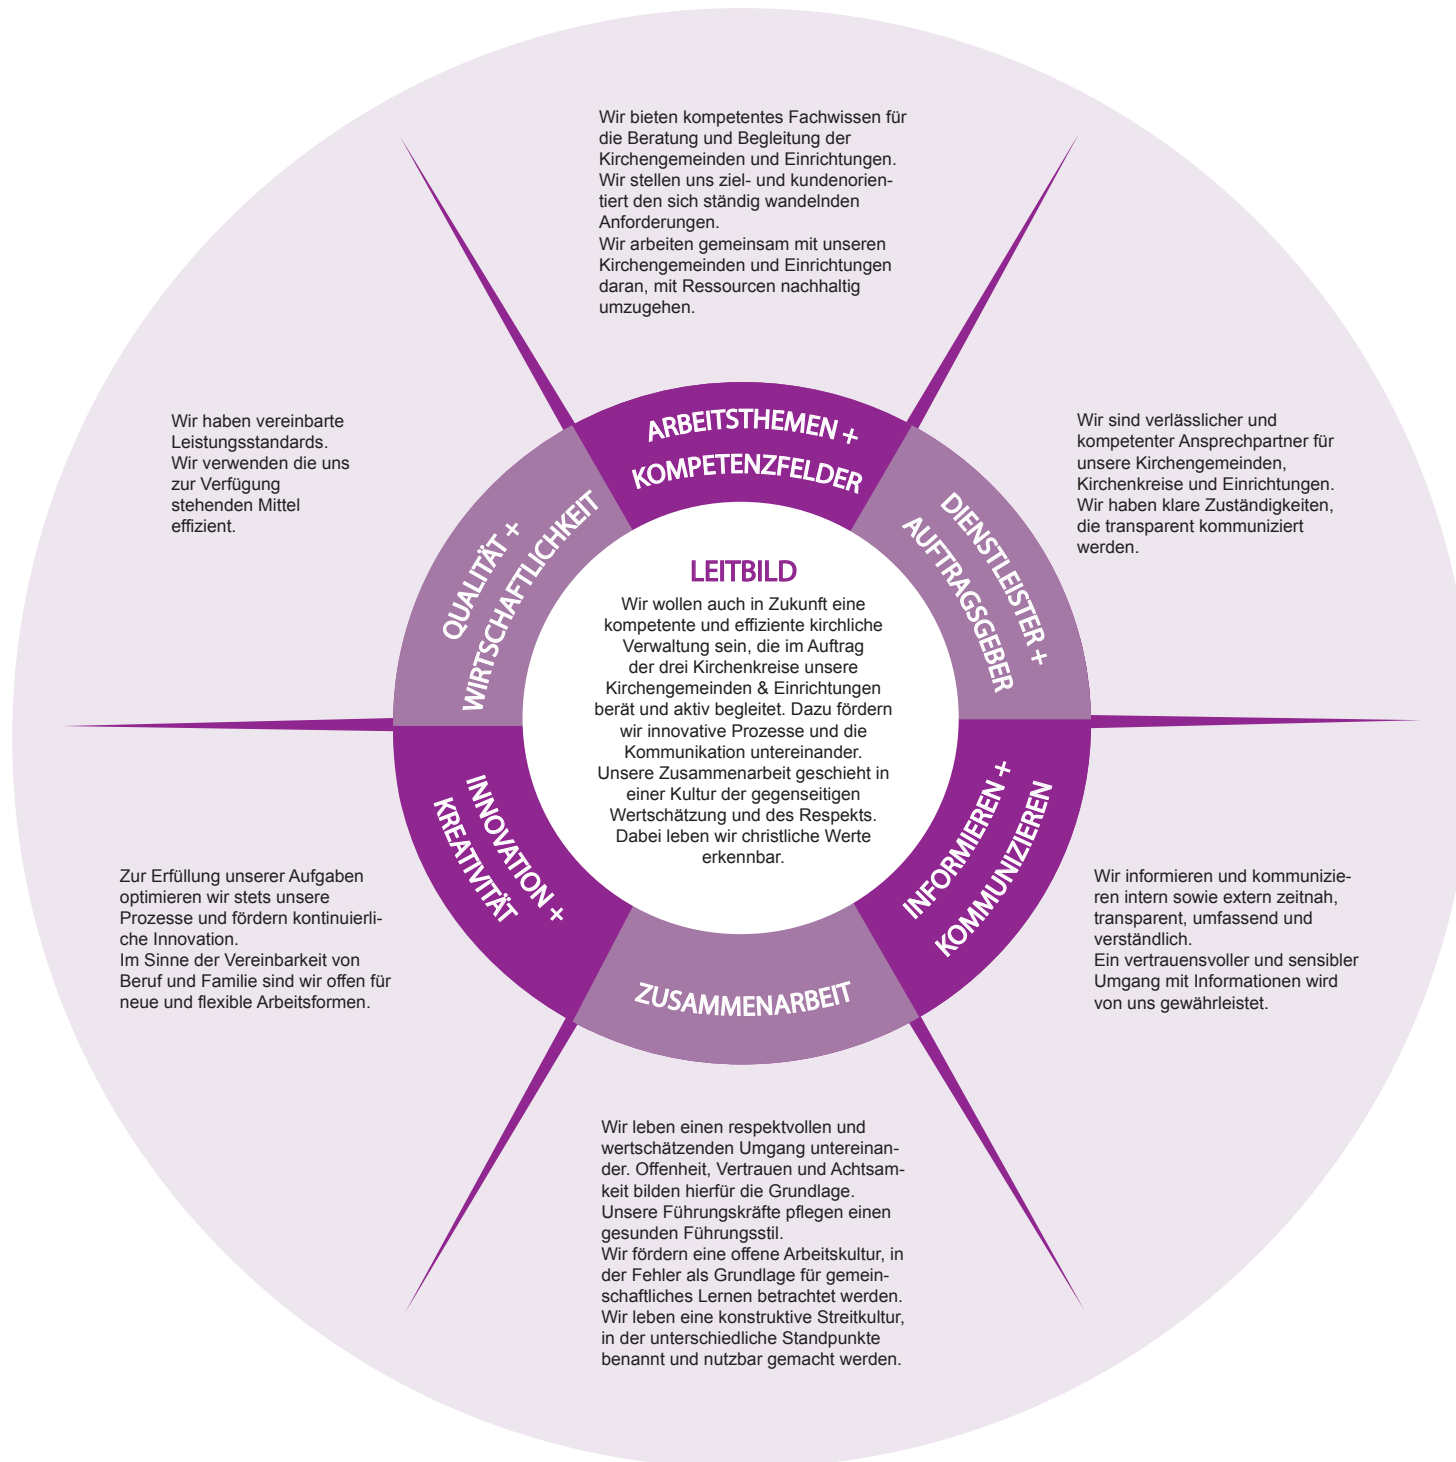 Wir bieten kompetentes Fachwissen für
die Beratung und Begleitung der
Kirchengemeinden und Einrichtungen.
Wir stellen uns ziel- und kundenorien-
tiert den sich ständig wandelnden
Anforderungen.
Wir arbeiten gemeinsam mit unseren
Kirchengemeinden und Einrichtungen
daran, mit Ressourcen nachhaltig
umzugehen.
ARBEITSTHEMEN +
KOMPETENZFELDER
Wir sind verlässlicher und
kompetenter Ansprechpartner für
unsere Kirchengemeinden,
Kirchenkreise und Einrichtungen.
Wir haben klare Zuständigkeiten,
die transparent kommuniziert
werden.
DIENSTLEISTER +
AUFTRAGSGEBER
Wir informieren und kommunizie-
ren intern sowie extern zeitnah,
transparent, umfassend und
verständlich.
Ein vertrauensvoller und sensibler
Umgang mit Informationen wird
von uns gewährleistet.
INFORMIEREN +
KOMMUNIZIEREN
ZUSAMMENARBEIT
Wir leben einen respektvollen und
wertschätzenden Umgang untereinan-
der. Offenheit, Vertrauen und Achtsam-
keit bilden hierfür die Grundlage.
Unsere Führungskräfte pflegen einen
gesunden Führungsstil.
Wir fördern eine offene Arbeitskultur, in
der Fehler als Grundlage für gemein-
schaftliches Lernen betrachtet werden.
Wir leben eine konstruktive Streitkultur,
in der unterschiedliche Standpunkte
benannt und nutzbar gemacht werden.
INNOVATION +
KREATIVITÄT
Zur Erfüllung unserer Aufgaben
optimieren wir stets unsere
Prozesse und fördern kontinuierli-
che Innovation.
Im Sinne der Vereinbarkeit von
Beruf und Familie sind wir offen für
neue und flexible Arbeitsformen.
QUALITÄT +
WIRTSCHAFTLICHKEIT
Wir haben vereinbarte
Leistungsstandards.
Wir verwenden die uns
zur Verfügung
stehenden Mittel
effizient.
LEITBILD
Wir wollen auch in Zukunft eine
kompetente und effiziente kirchliche
Verwaltung sein, die im Auftrag
der drei Kirchenkreise unsere
Kirchengemeinden & Einrichtungen
berät und aktiv begleitet. Dazu fördern
wir innovative Prozesse und die
Kommunikation untereinander.
Unsere Zusammenarbeit geschieht in
einer Kultur der gegenseitigen
Wertschätzung und des Respekts.
Dabei leben wir christliche Werte
erkennbar.